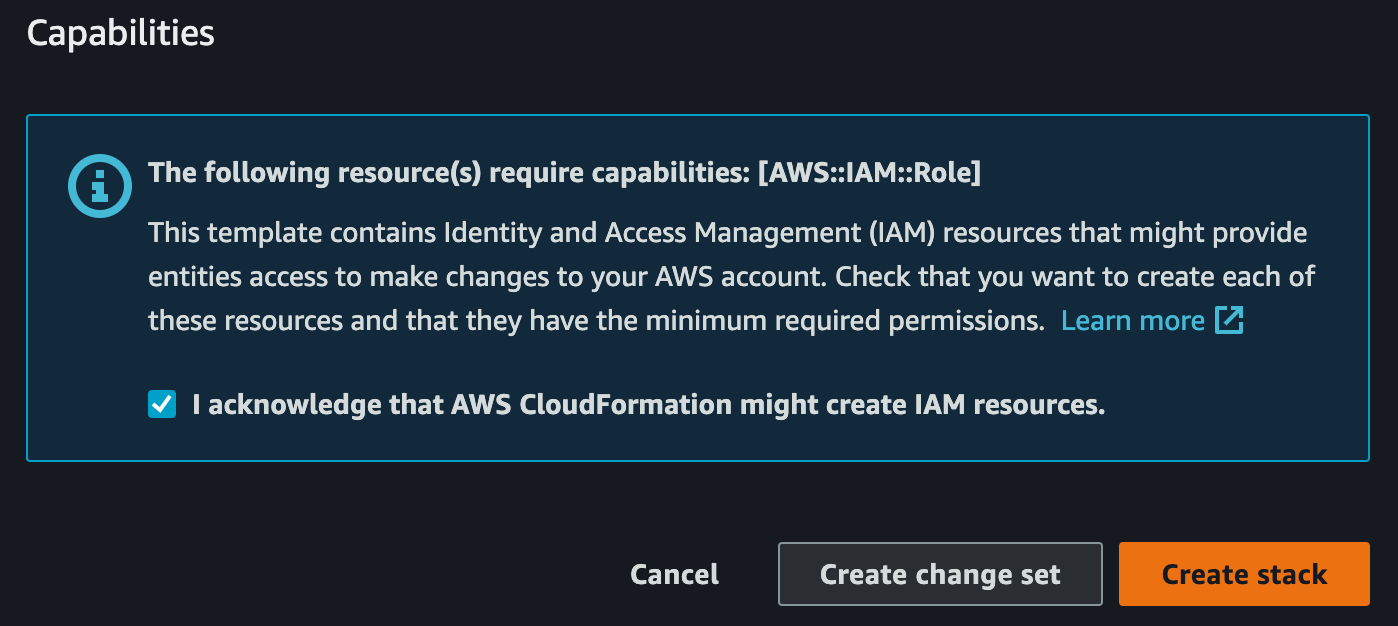 Capabilities
The following resource(s) require capabilities: [AWS::IAM::Role]
This template contains Identity and Access Management (IAM) resources that might provide
entities access to make changes to your AWS account. Check that you want to create each of
these resources and that they have the minimum required permissions. Learn more
I acknowledge that AWS CloudFormation might create IAM resources.
Cancel Create change set Create stack